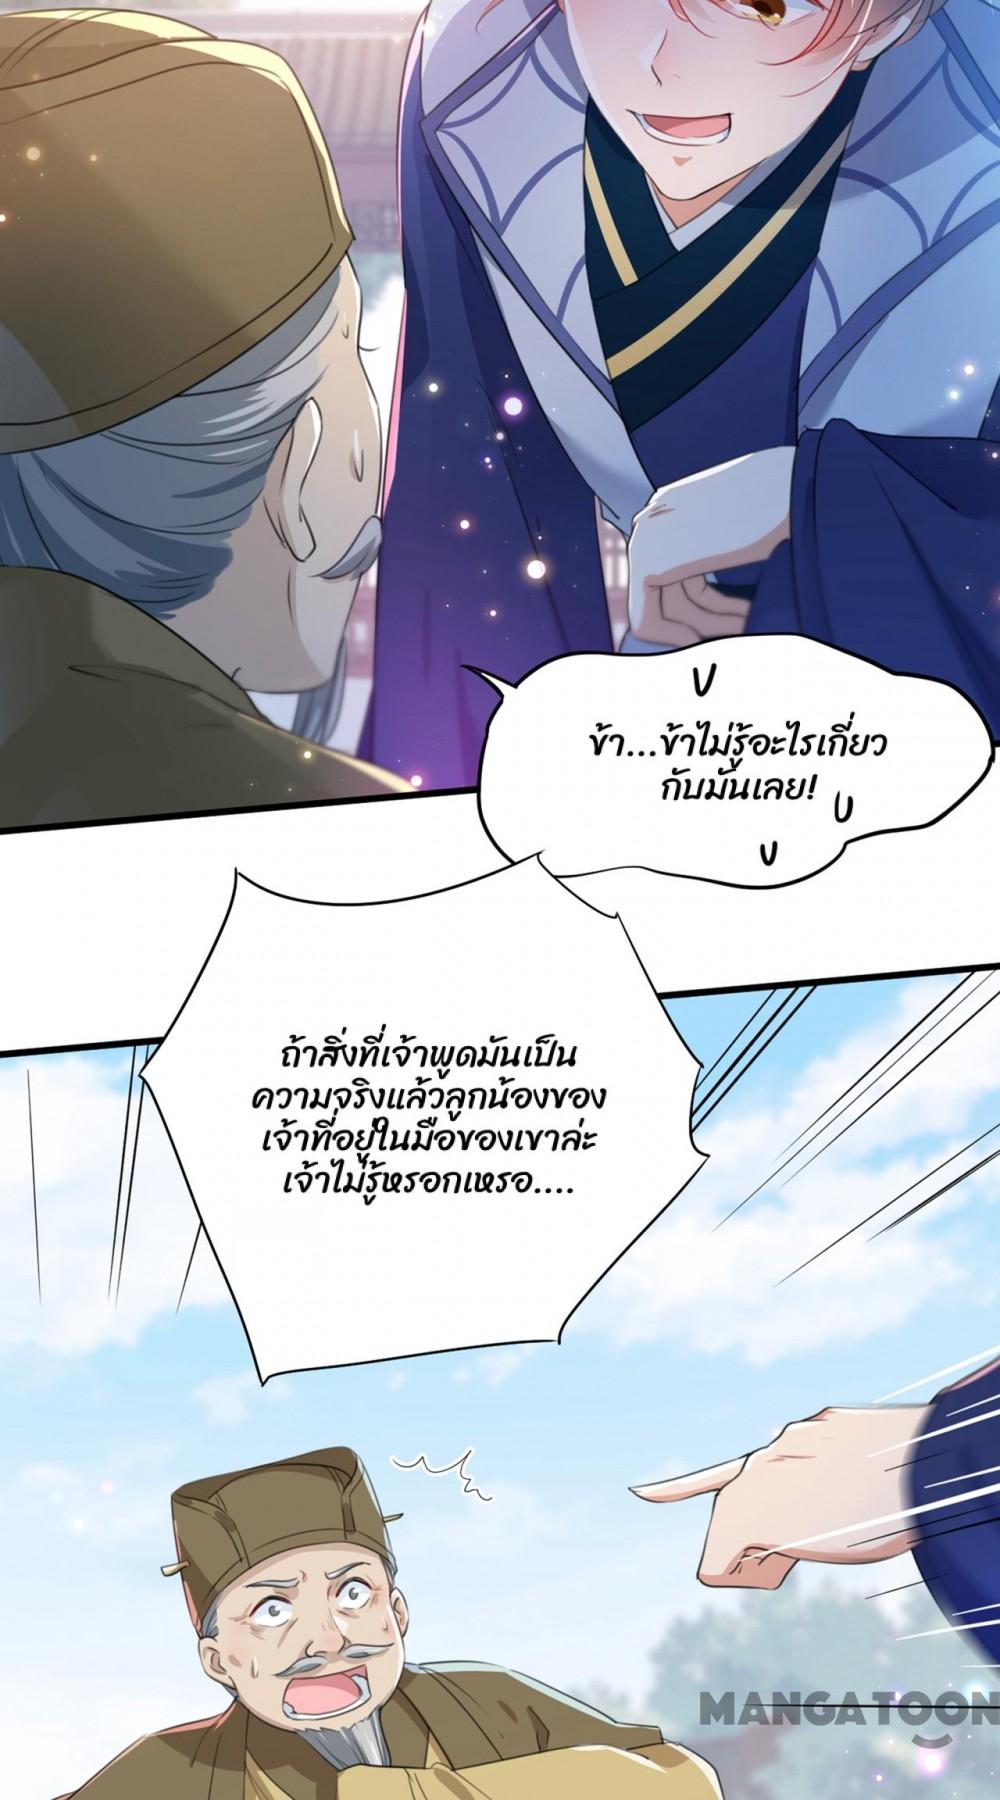 ข้า...ข้าไม่รู้อะไรเกี่ยว
กับมันเลย!
ถ้าสิ่งที่เจ้าพูดมันเป็น
ความจริงแล้วลูกน้องของ
เจ้าที่อยู่ในมือของเขาล่ะ
เจ้าไม่รู้หรอกเหรอ....
MANGATOON